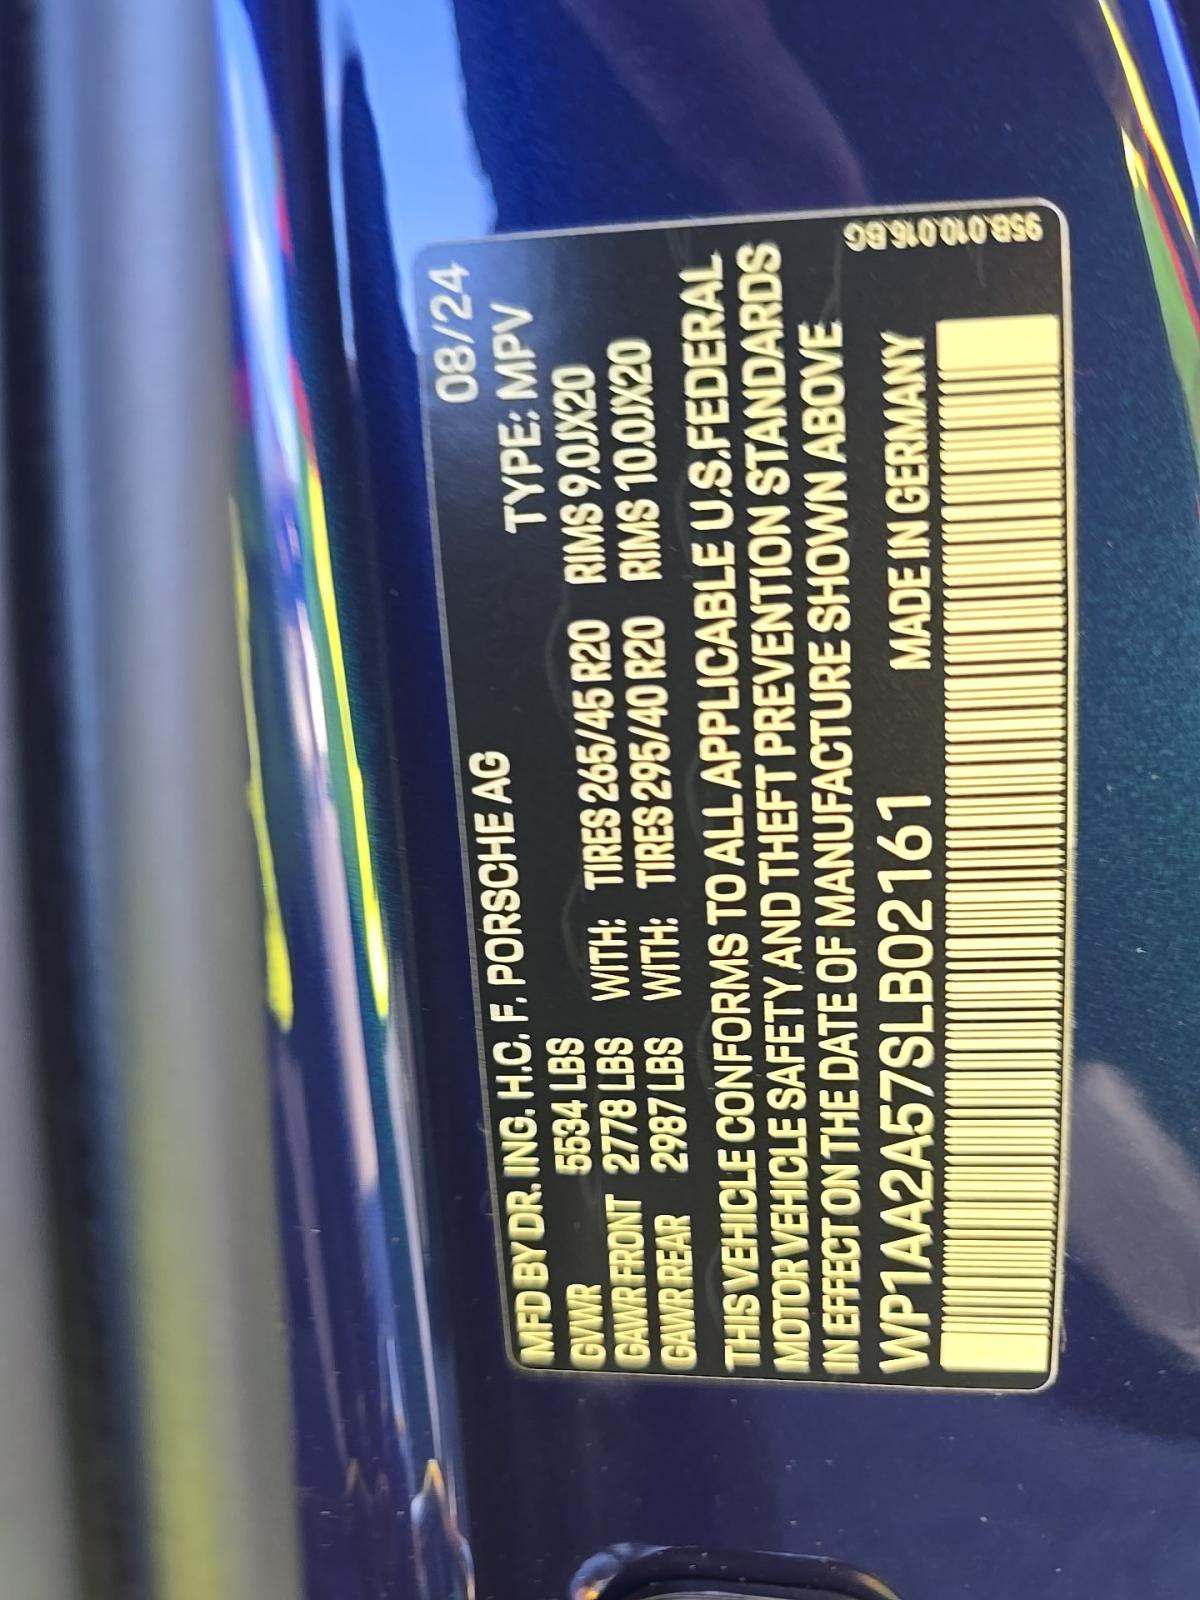 08/24
MFD BY DR. ING. H.C. F. PORSCHE AG TYPE: MPV
GVWR 5534 LBS WITH: TIRES 265/45 R20 RIMS 9.0JX20
GAWR FRONT 2778 LBS WITH: TIRES 295/40 R20 RIMS 10.0JX20
GAWR REAR 2987 LBS
THIS VEHICLE CONFORMS TO ALL APPLICABLE U.S. FEDERAL
MOTOR VEHICLE SAFETY AND THEFT PREVENTION STANDARDS
IN EFFECT ON THE DATE OF MANUFACTURE SHOWN ABOVE
WP1AA2A57SLB02161 MADE IN GERMANY
95B.010.016.BG